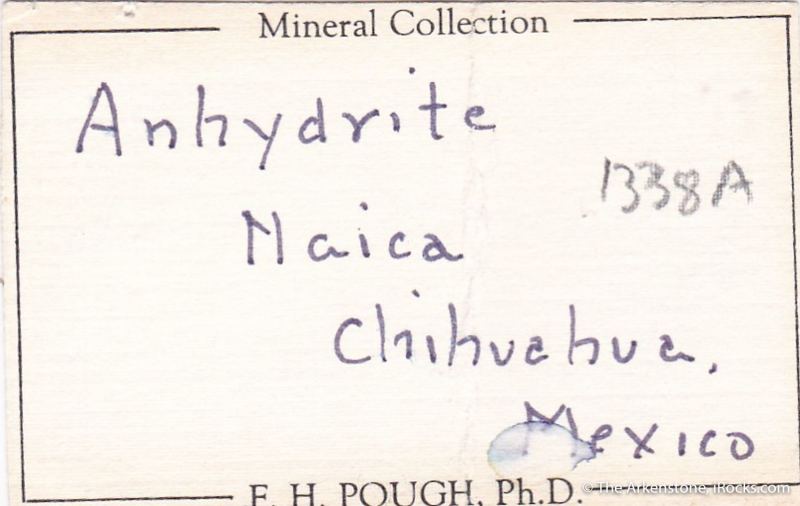 Mineral Collection
Anhydrite
1338A
Naica
Chihuahua,
Mexico
F. H. POUGH, Ph.D.
© The Arkenstone, iRocks.com